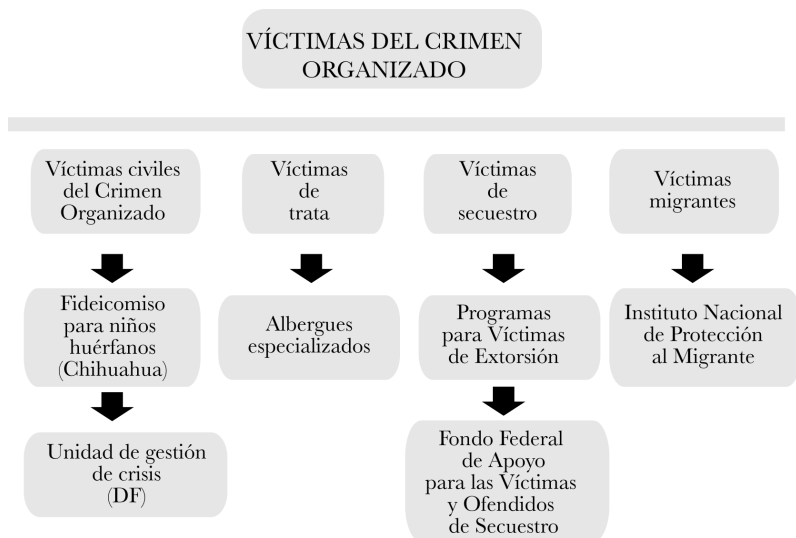 VÍCTIMAS DEL CRIMEN
ORGANIZADO
Víctimas civiles
del Crimen
Organizado
Víctimas
de
trata
Víctimas
de
secuestro
Víctimas
migrantes
Fideicomiso
para niños
huérfanos
(Chihuahua)
Albergues
especializados
Programas
para Víctimas
de Extorsión
Instituto Nacional
de Protección
al Migrante
Unidad de gestión
de crisis
(DF)
Fondo Federal
de Apoyo
para las Víctimas
y Ofendidos
de Secuestro